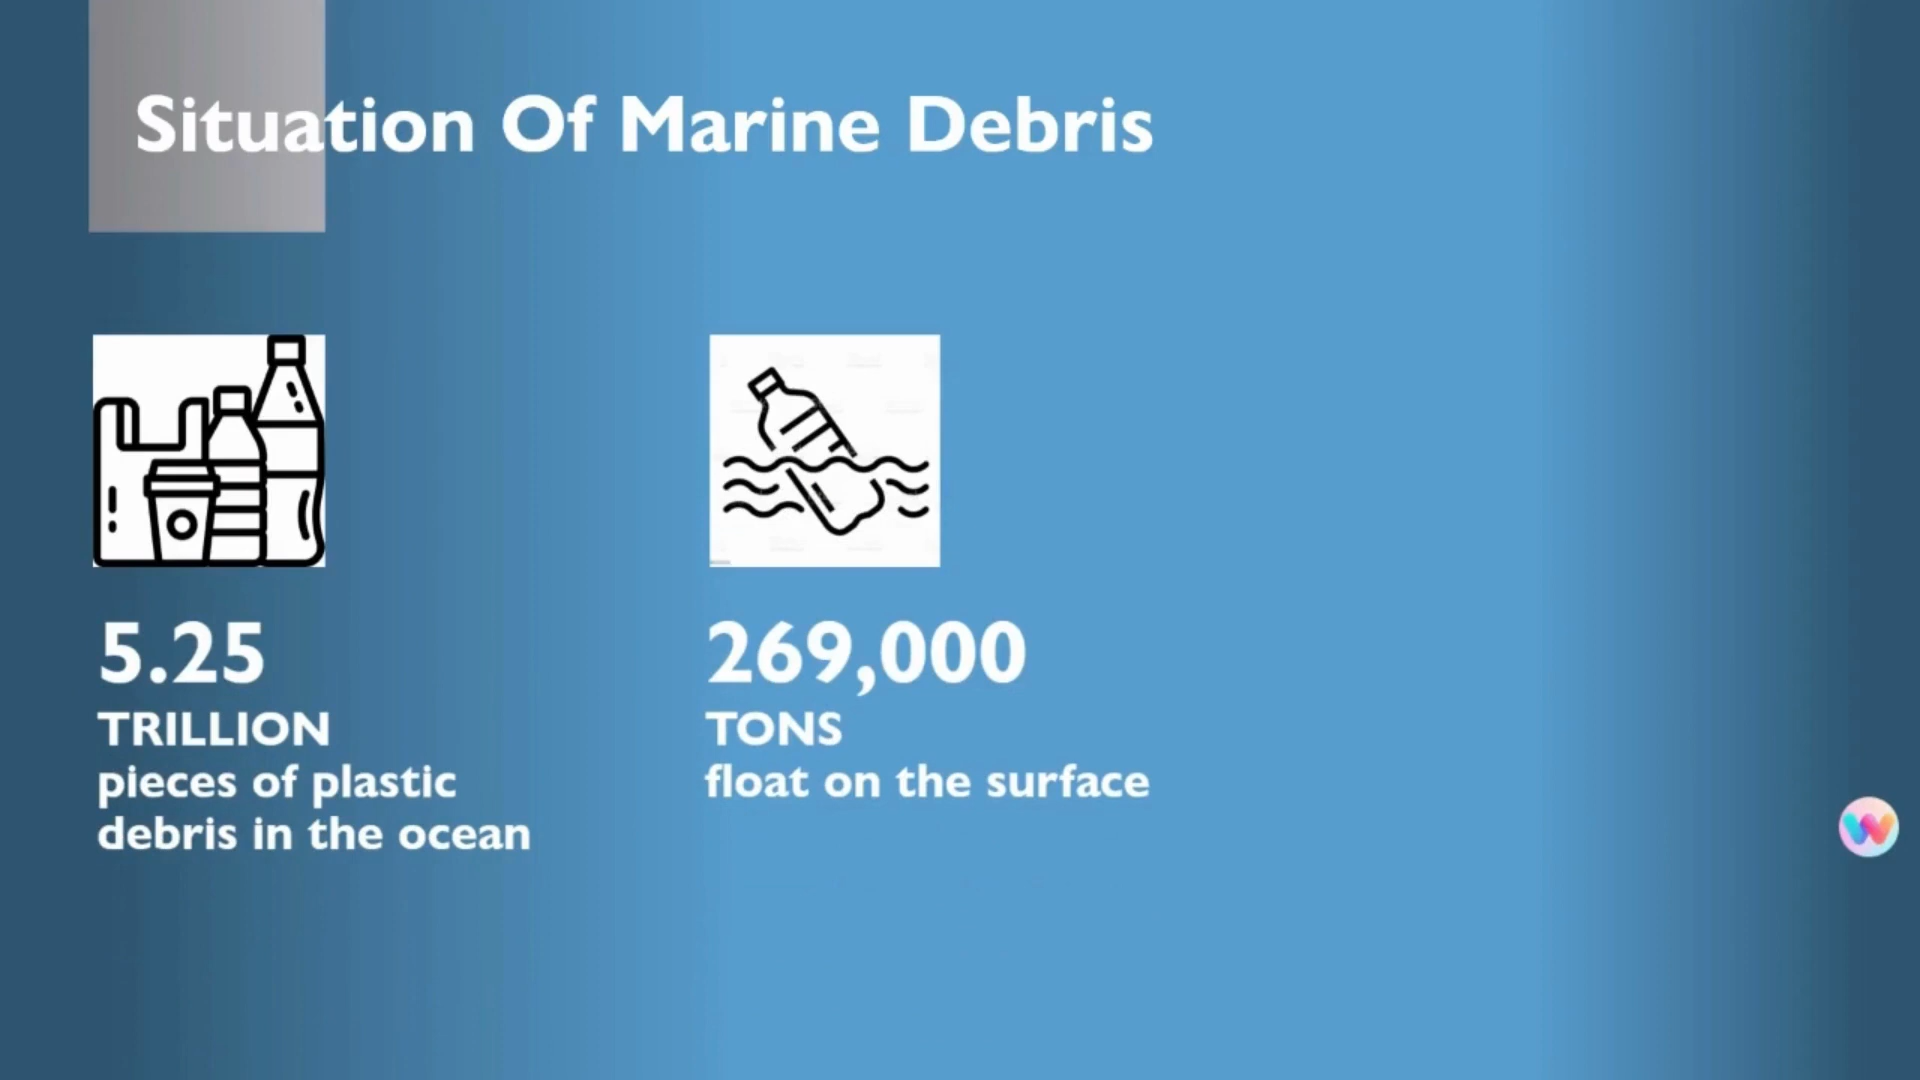 Situation Of Marine Debris
5.25
TRILLION
pieces of plastic
debris in the ocean
269,000
TONS
float on the surface